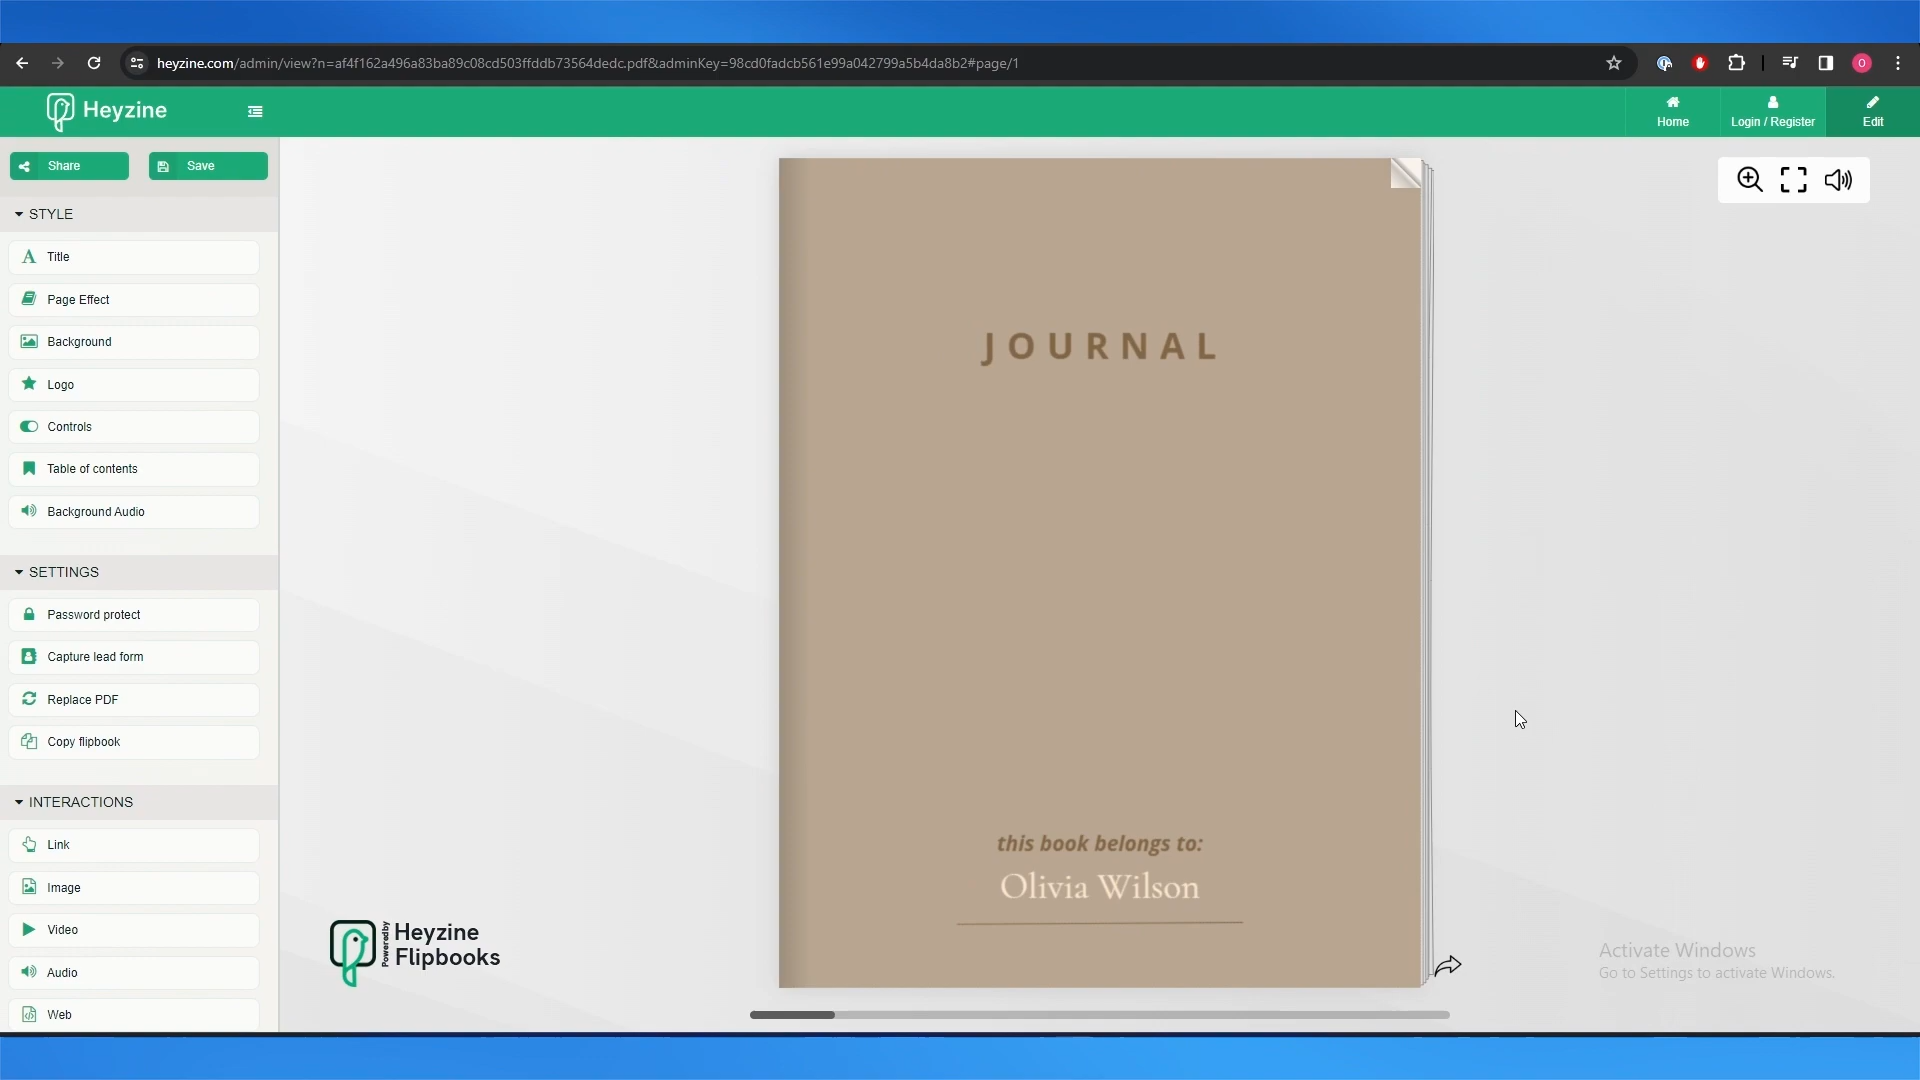 heyzine.com/admin/view?n=af4f162a496a83ba89c08cd503ffddb73564dedc.pdf&adminKey=98cd0fadcb561e99a042799a5b4da8b2#page/1
O
Heyzine
Home
Login / Register
Edit
Share
Save
STYLE
Title
Page Effect
Background
Logo
Controls
Table of contents
Background Audio
SETTINGS
Password protect
Capture lead form
Replace PDF
Copy flipbook
INTERACTIONS
Link
Image
Video
Audio
Web
JOURNAL
this book belongs to:
Olivia Wilson
Powered by
Heyzine
Flipbooks
Activate Windows
Go to Settings to activate Windows.